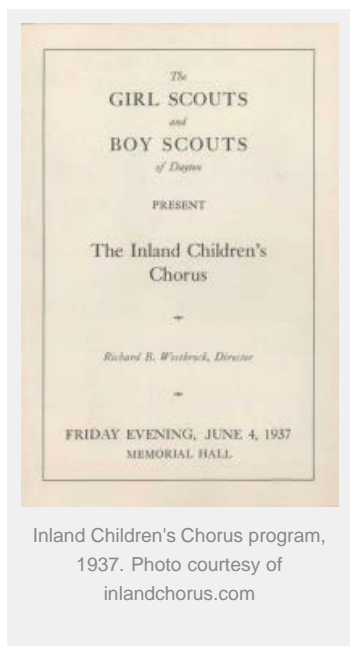 The
GIRL SCOUTS
and
BOY SCOUTS
of Dayton
PRESENT
The Inland Children's
Chorus
Richard B. Westbrock, Director
FRIDAY EVENING, JUNE 4, 1937
MEMORIAL HALL
Inland Children's Chorus program,
1937. Photo courtesy of
inlandchorus.com